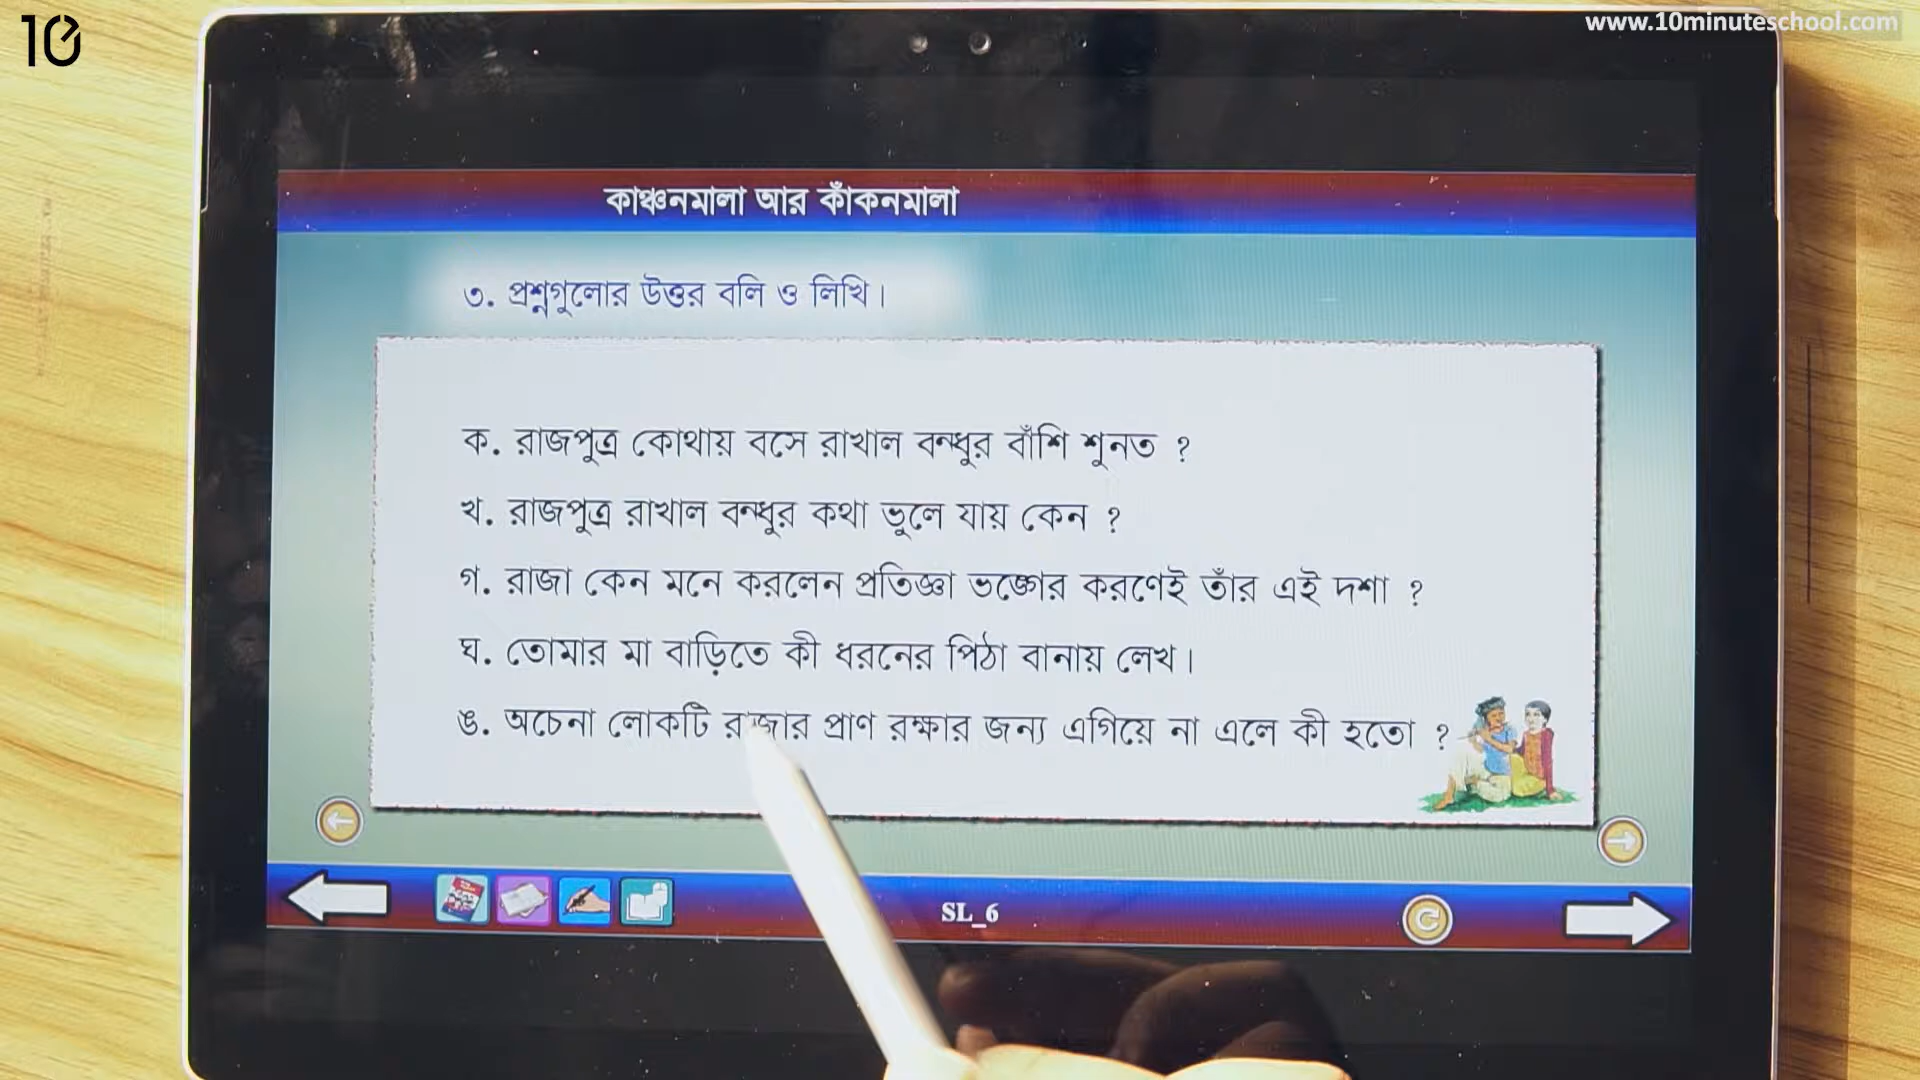 10
www.10minuteschool.com
কাঞ্চনমালা আর কাঁকনমালা
৩. প্রশ্নগুলোর উত্তর বলি ও লিখি।
ক. রাজপুত্র কোথায় বসে রাখাল বন্ধুর বাঁশি শুনত ?
খ. রাজপুত্র রাখাল বন্ধুর কথা ভুলে যায় কেন ?
গ. রাজা কেন মনে করলেন প্রতিজ্ঞা ভঙ্গের করণেই তাঁর এই দশা ?
ঘ. তোমার মা বাড়িতে কী ধরনের পিঠা বানায় লেখ।
ঙ. অচেনা লোকটি রাজার প্রাণ রক্ষার জন্য এগিয়ে না এলে কী হতো ?
SL_6